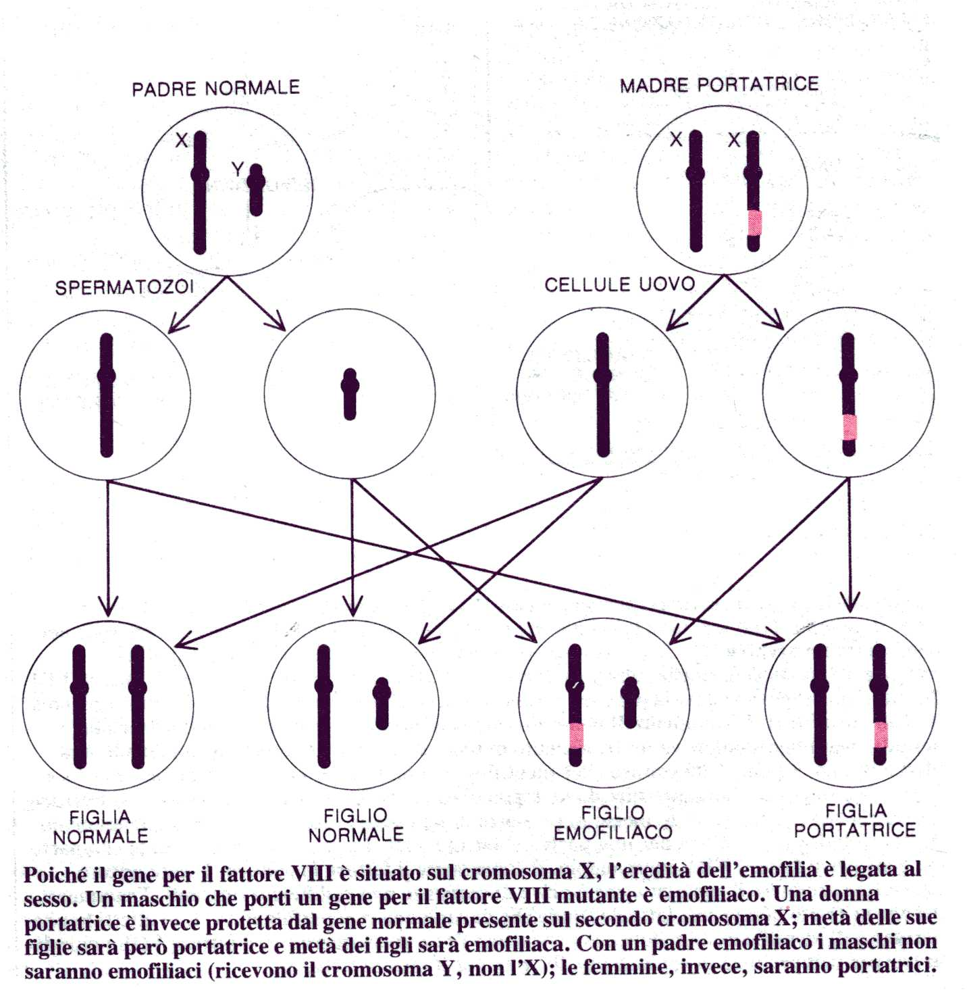 PADRE NORMALE
MADRE PORTATRICE
X
Y
X
X
SPERMATOZOI
CELLULE UOVO
FIGLIA
NORMALE
FIGLIO
NORMALE
FIGLIO
EMOFILIACO
FIGLIA
PORTATRICE
Poiché il gene per il fattore VIII è situato sul cromosoma X, l'eredità dell'emofilia è legata al
sesso. Un maschio che porti un gene per il fattore VIII mutante è emofiliaco. Una donna
portatrice è invece protetta dal gene normale presente sul secondo cromosoma X; metà delle sue
figlie sarà però portatrice e metà dei figli sarà emofiliaca. Con un padre emofiliaco i maschi non
saranno emofiliaci (ricevono il cromosoma Y, non l'X); le femmine, invece, saranno portatrici.